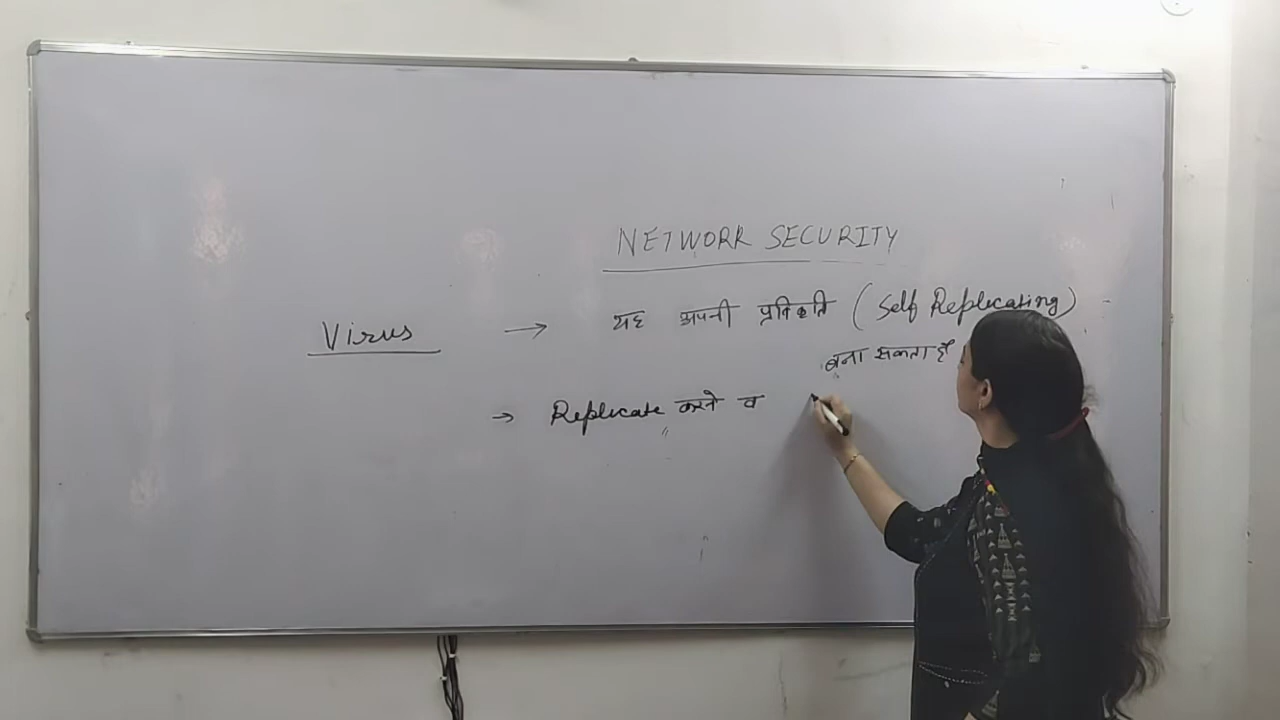 NETWORK SECURITY
Virus → यह अपनी प्रतिकृति (Self Replicating)
बना सकता है
→ Replicate करने व